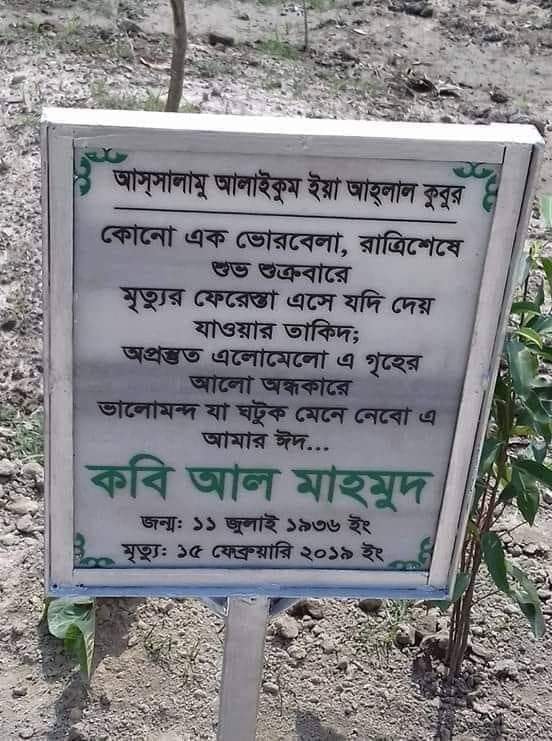 আস্সালামু আলাইকুম ইয়া আহ্লাল কুবুর
কোনো এক ভোরবেলা, রাত্রিশেষে
শুভ শুক্রবারে
মৃত্যুর ফেরেস্তা এসে যদি দেয়
যাওয়ার তাকিদ;
অপ্রস্তুত এলোমেলো এ গৃহের
আলো অন্ধকারে
ভালোমন্দ যা ঘটুক মেনে নেবো এ
আমার ঈদ...
কবি আল মাহমুদ
জন্ম: ১১ জুলাই ১৯৩৬ ইং
মৃত্যু: ১৫ ফেব্রুয়ারি ২০১৯ ইং